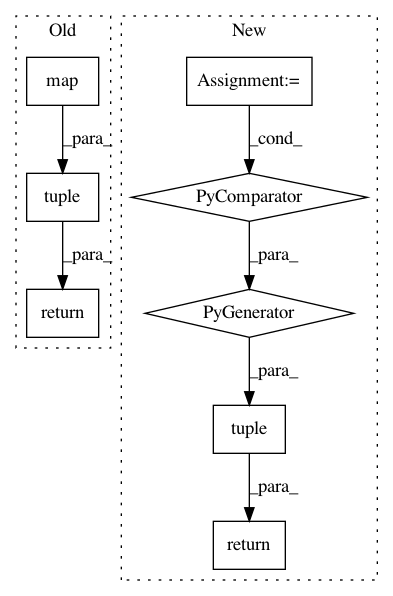 Old
map
_para_
tuple
_para_
return
New
Assignment:=
_cond_
PyComparator
_para_
PyGenerator
_para_
tuple
_para_
return